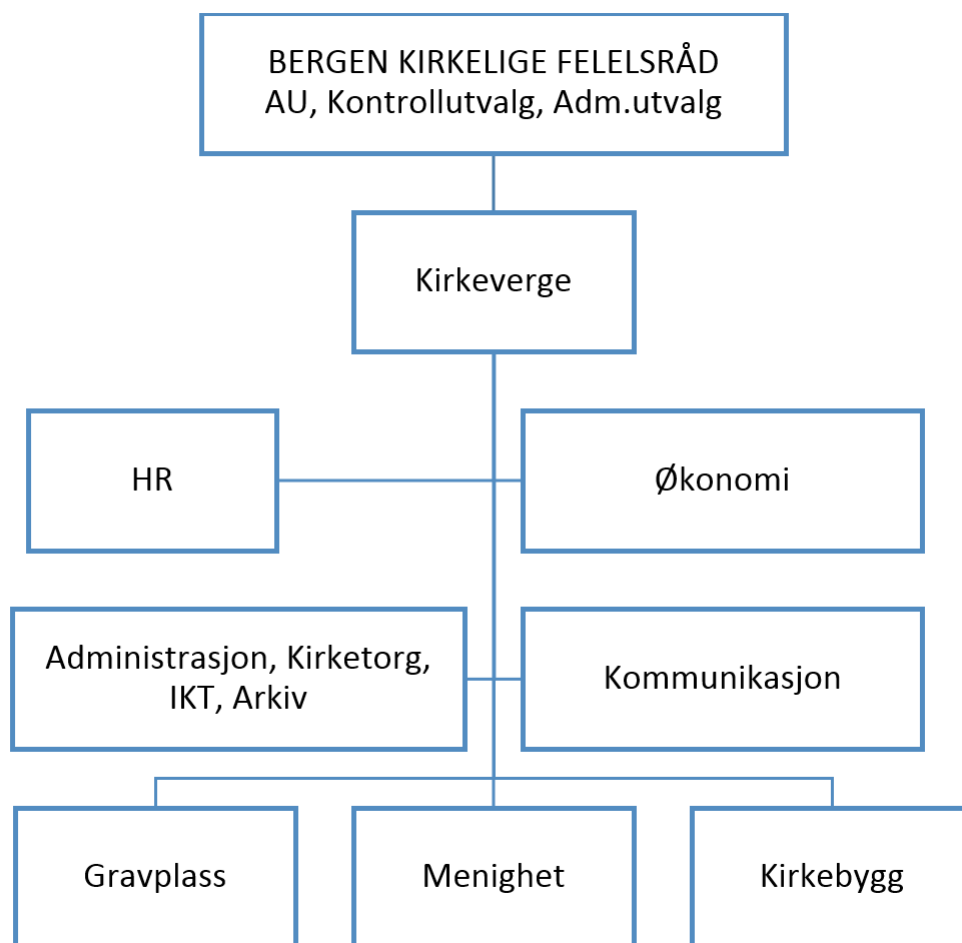 BERGEN KIRKELIGE FELELSRÅD
AU, Kontrollutvalg, Adm.utvalg
Kirkeverge
HR
Økonomi
Administrasjon, Kirketorg,
IKT, Arkiv
Kommunikasjon
Gravplass
Menighet
Kirkebygg